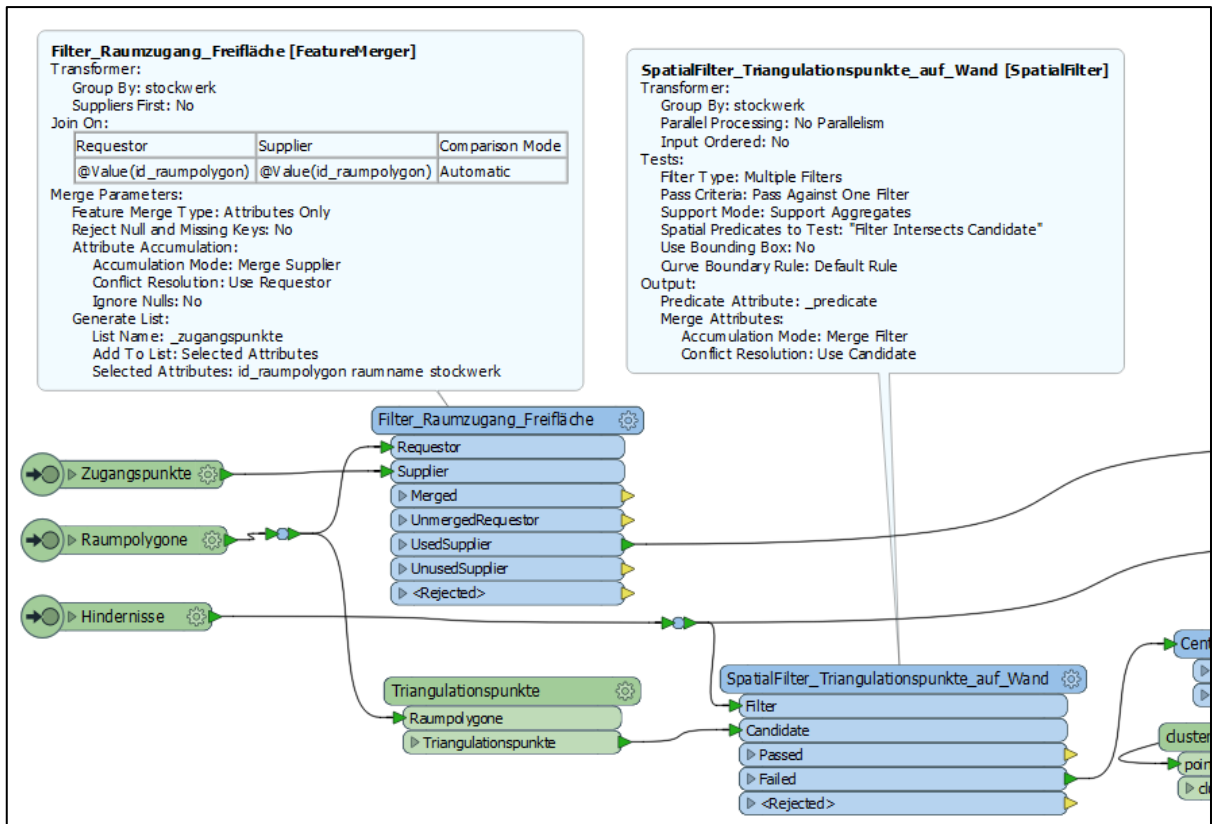 Filter_Raumzugang_Freifläche [FeatureMerger]
Transformer:
Group By: stockwerk
Suppliers First: No
Join On:
Requestor Supplier Comparison Mode
@Value(id_raumpolygon) @Value(id_raumpolygon) Automatic
Merge Parameters:
Feature Merge Type: Attributes Only
Reject Null and Missing Keys: No
Attribute Accumulation:
Accumulation Mode: Merge Supplier
Conflict Resolution: Use Requestor
Ignore Nulls: No
Generate List:
List Name: _zugangspunkte
Add To List: Selected Attributes
Selected Attributes: id_raumpolygon raumname stockwerk
SpatialFilter_Triangulationspunkte_auf_Wand [SpatialFilter]
Transformer:
Group By: stockwerk
Parallel Processing: No Parallelism
Input Ordered: No
Tests:
Filter Type: Multiple Filters
Pass Criteria: Pass Against One Filter
Support Mode: Support Aggregates
Spatial Predicates to Test: "Filter Intersects Candidate"
Use Bounding Box: No
Curve Boundary Rule: Default Rule
Output:
Predicate Attribute: _predicate
Merge Attributes:
Accumulation Mode: Merge Filter
Conflict Resolution: Use Candidate
Filter_Raumzugang_Freifläche
Requestor
Supplier
Merged
UnmergedRequestor
UsedSupplier
UnusedSupplier
<Rejected>
Zugangspunkte
Raumpolygone
Hindernisse
Triangulationspunkte
Raumpolygone
Triangulationspunkte
SpatialFilter_Triangulationspunkte_auf_Wand
Filter
Candidate
Passed
Failed
<Rejected>
Cent
cluster
poin